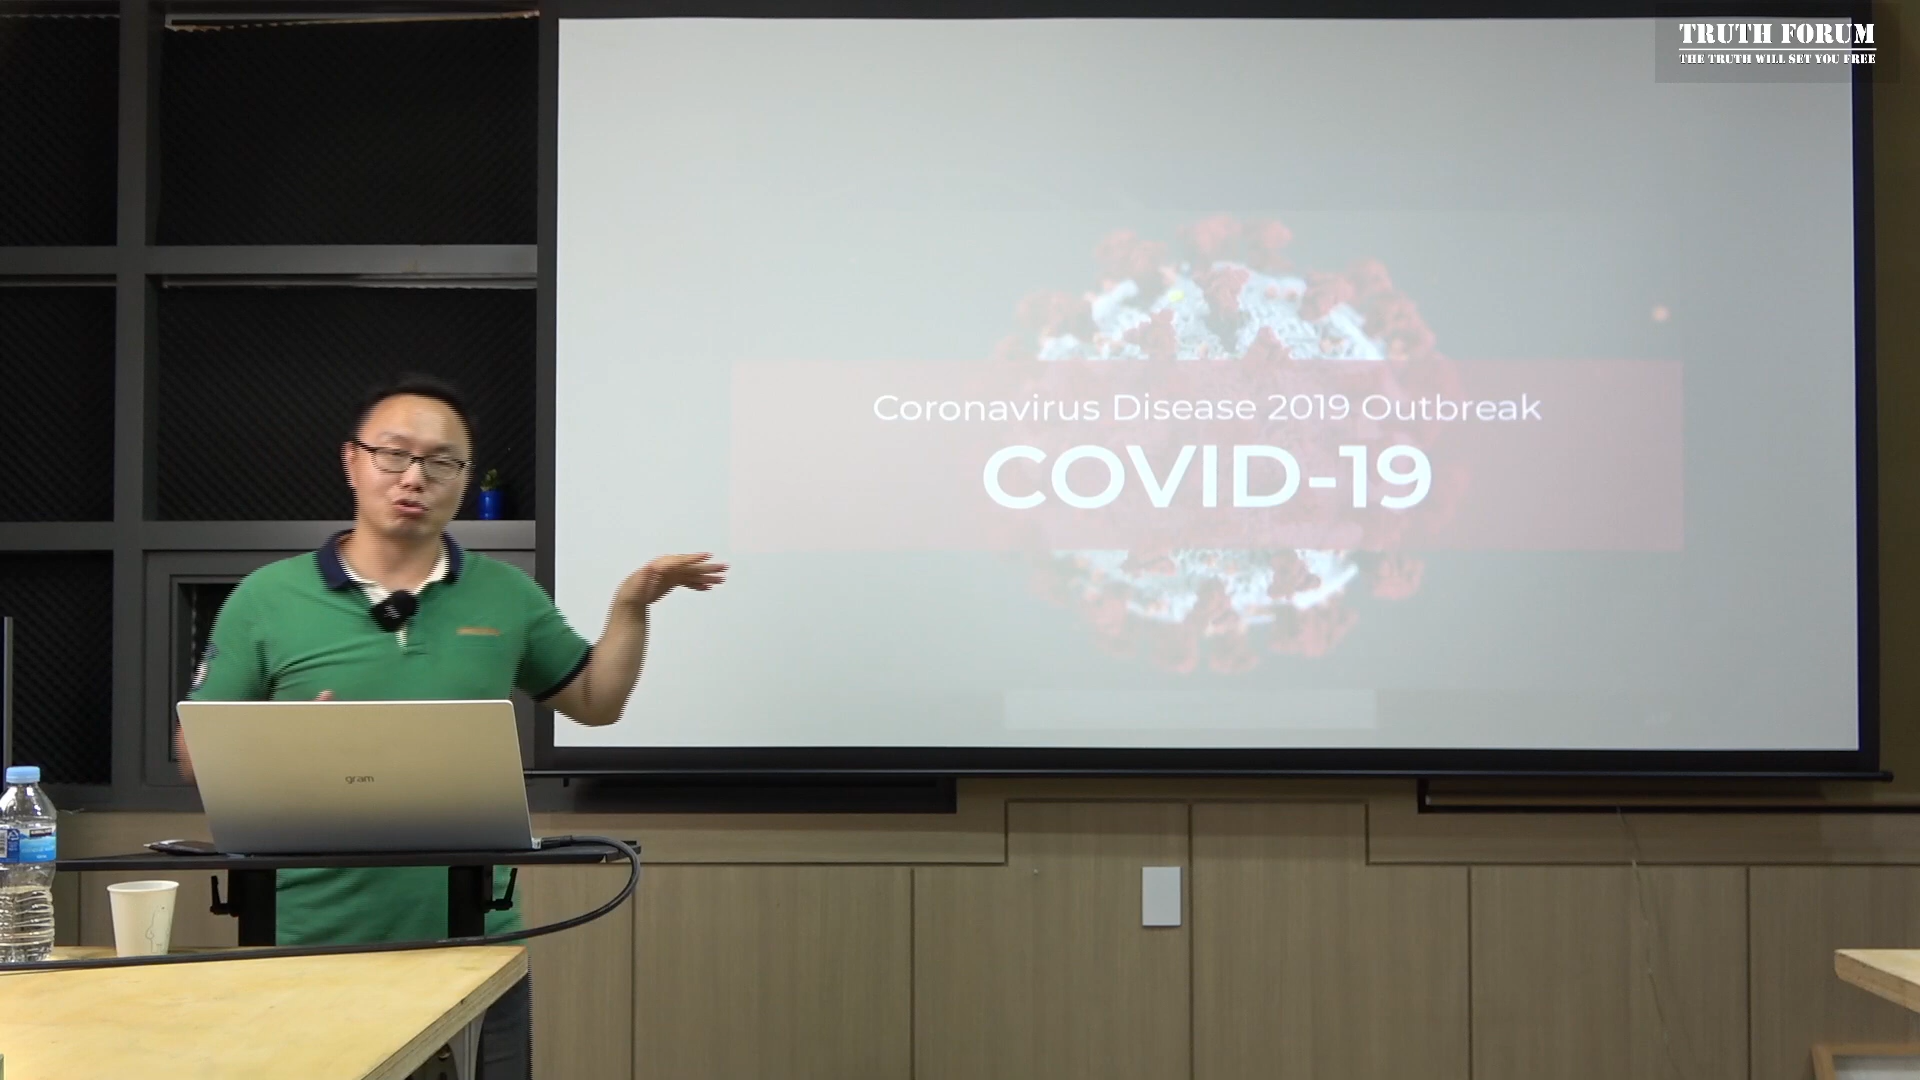 TRUTH FORUM
THE TRUTH WILL SET YOU FREE
Coronavirus Disease 2019 Outbreak
COVID-19
gram